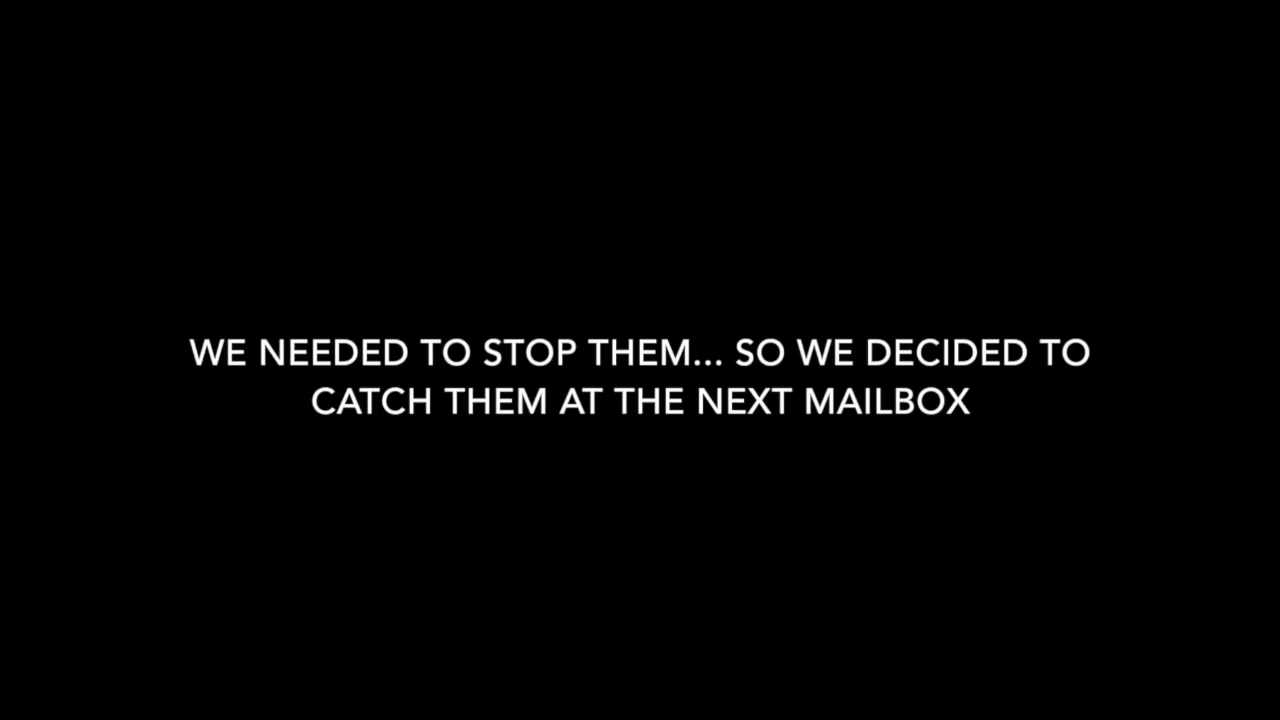 WE NEEDED TO STOP THEM... SO WE DECIDED TO
CATCH THEM AT THE NEXT MAILBOX